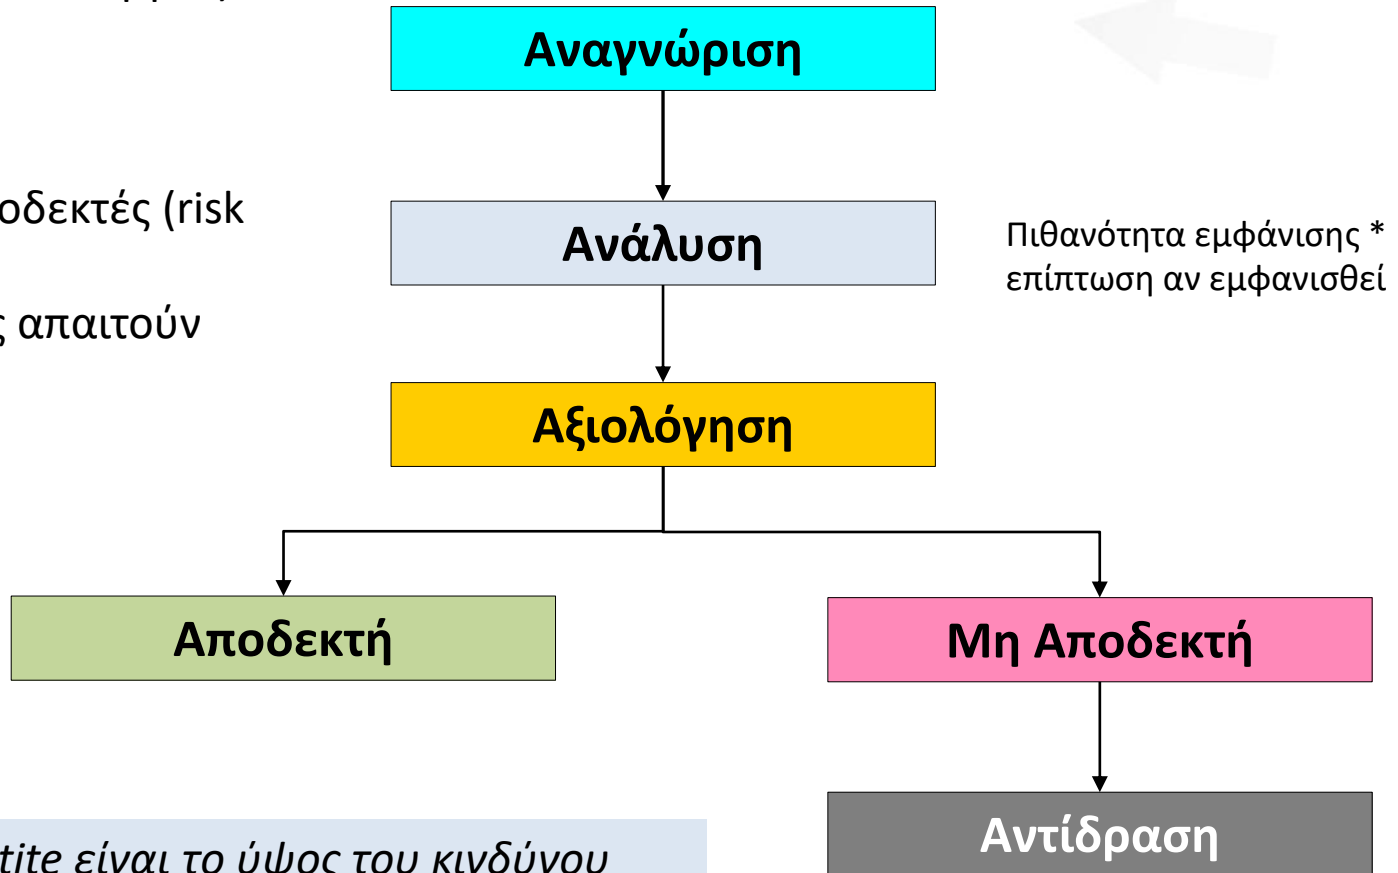 Αναγνώριση
οδεκτές (risk
Ανάλυση
Πιθανότητα εμφάνισης *
επίπτωση αν εμφανισθεί
ς απαιτούν
Αξιολόγηση
Αποδεκτή
Μη Αποδεκτή
Αντίδραση
tite είναι το ύψος του κινδύνου